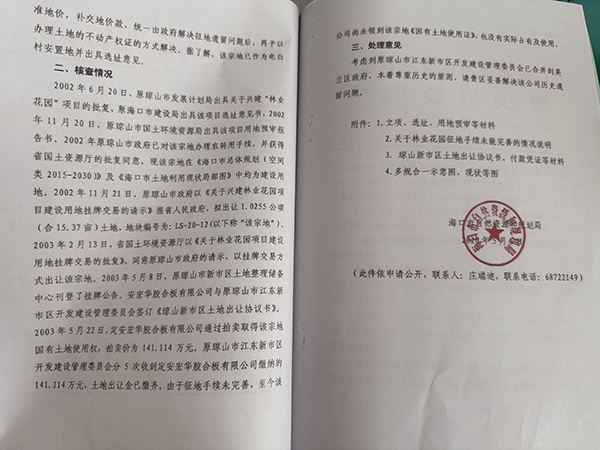 准地价，补交地价款，统一由政府解决征地遗留问题后，再予以
办理土地的不动产权证的方式解决。据了解，该宗地已作为电白
村安置地并出具选址意见。
二、核查情况
2002年6月20日，原琼山市发展计划局出具关于兴建“林业
花园”项目的批复，原海口市建设局出具该项目选址意见书，2002
年11月20日，原琼山市国土环境资源局出具该项目用地预审报
告书。2002年原琼山市政府已对该宗地办理农转用手续，并获得
省国土资源厅的批复同意，现该宗地在《海口市总体规划（空间
类2015-2030）》及《海口市土地利用现状局部图》中均为建设用
地。2002年11月21日，原琼山市政府以《关于兴建林业花园项
目建设用地挂牌交易的请示》报省人民政府，拟出让1.0255公顷
（合15.37亩）土地，地块编号为：LS-20-12（以下称“该宗地”）。
2003年2月13日，省国土环境资源厅以《关于林业花园项目建设
用地挂牌交易的批复》，同意原琼山市政府的请示，以挂牌交易
方式出让该宗地。2003年5月8日，原琼山市新市区土地整理储备
中心刊登了挂牌公告。安宏华胶合板有限公司与原琼山市江东新
市区开发建设管理委员会签订《琼山新市区土地出让协议书》。
2003年5月22日，定安宏华胶合板有限公司通过拍卖取得该宗地
国有土地使用权，拍卖价为141.114万元，原琼山市江东新市区
开发建设管理委员会分5次收到定安宏华胶合板有限公司缴纳的
141.114万元，土地出让金已缴齐。由于征地手续未完善，至今该
公司尚未领到该宗地《国有土地使用证》，也没有实际占有及使用。
三、处理意见
考虑到原琼山市江东新市区开发建设管理委员会已合并到美
兰区政府，本着尊重历史的原则，请贵区妥善解决该公司历史
遗留问题。
附件：1.立项、选址、用地预审等材料
2.关于林业花园征地手续未能完善的情况说明
3.琼山新市区土地出让协议书、付款凭证等材料
4.多规合一示意图、现状等图
海口市自然资源和规划局
（此件依申请公开，联系人：庄瑞迪，联系电话：68722149）